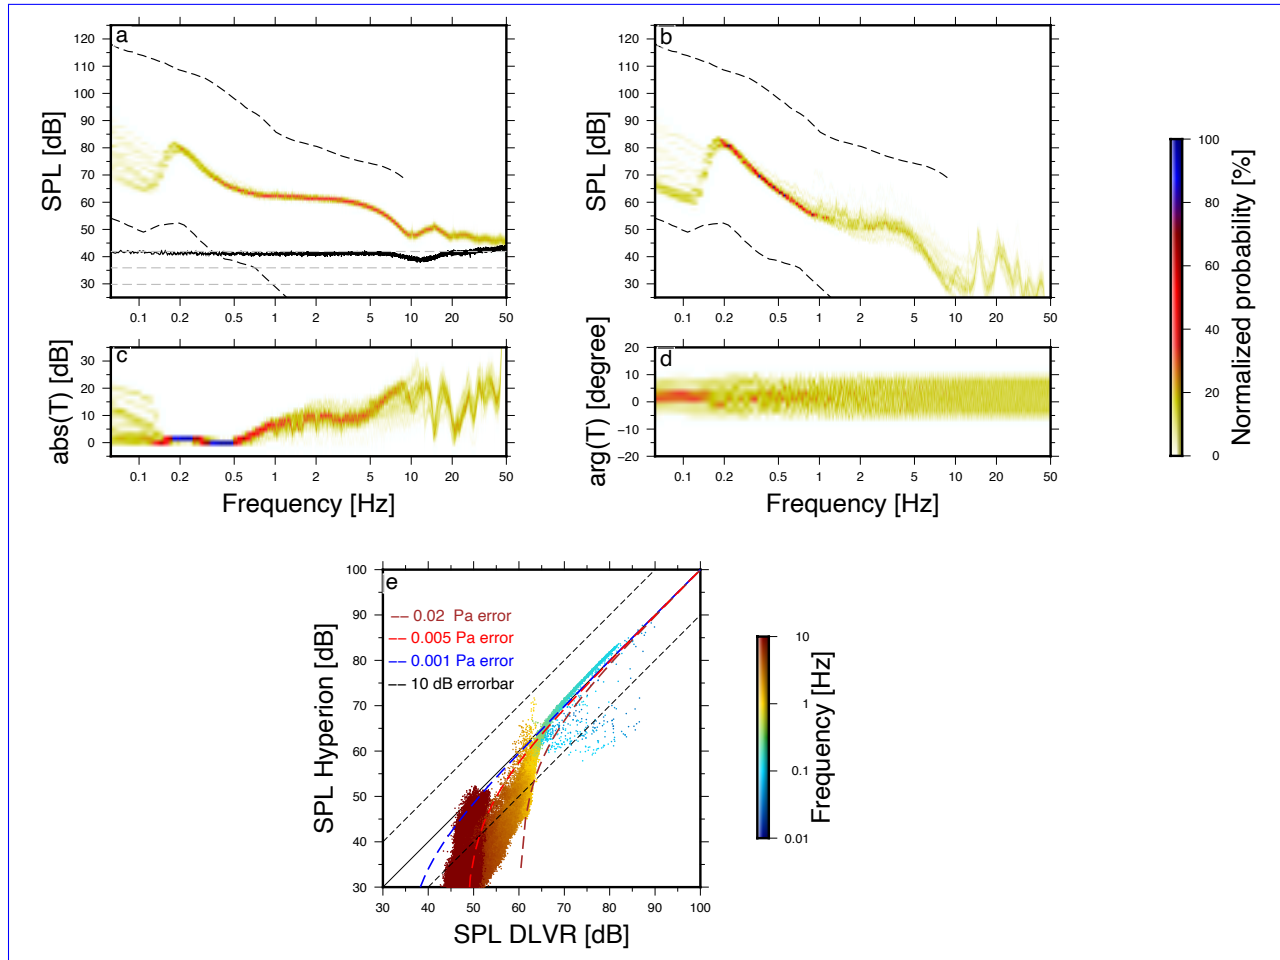 a
120
110
100
90
80
70
60
50
40
30
SPL [dB]
0.1 0.2 0.5 1 2 5 10 20 50
b
120
110
100
90
80
70
60
50
40
30
SPL [dB]
0.1 0.2 0.5 1 2 5 10 20 50
c
30
20
10
0
abs(T) [dB]
0.1 0.2 0.5 1 2 5 10 20 50
Frequency [Hz]
d
20
10
0
−10
−20
arg(T) [degree]
0.1 0.2 0.5 1 2 5 10 20 50
Frequency [Hz]
100
80
60
40
20
0
Normalized probability [%]
e
100
90
80
70
60
50
40
30
SPL Hyperion [dB]
0.02 Pa error
0.005 Pa error
0.001 Pa error
10 dB errorbar
30 40 50 60 70 80 90 100
SPL DLVR [dB]
10
1
0.1
0.01
Frequency [Hz]